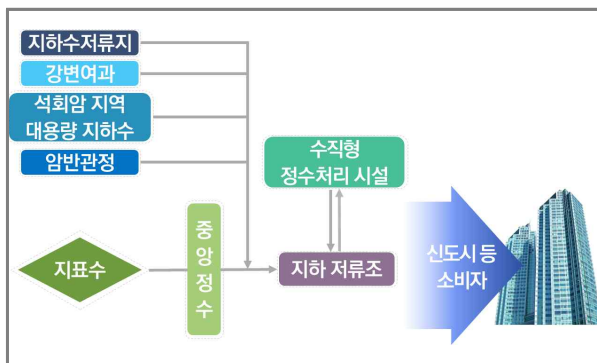 지하수저류지
강변여과
석회암 지역
대용량 지하수
암반관정
수직형
정수처리 시설
지표수
중
앙
정
수
지하 저류조
신도시 등
소비자